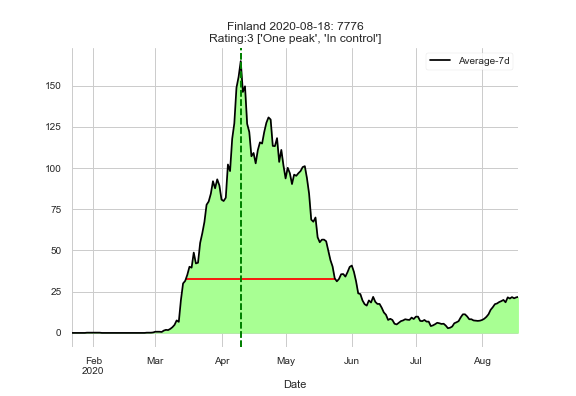 Finland 2020-08-18: 7776
Rating:3 ['One peak', 'In control']
Average-7d
150
125
100
75
50
25
0
Feb
2020
Mar
Apr
May
Jun
Jul
Aug
Date